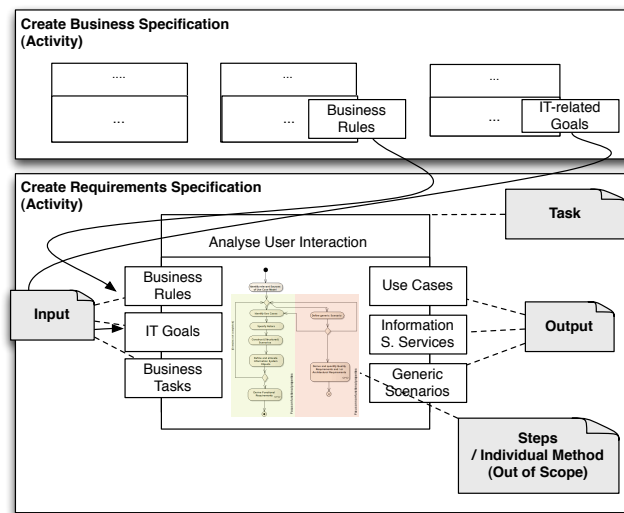 Create Business Specification
(Activity)
....
...
...
...
...
...
Business
Rules
IT-related
Goals
Create Requirements Specification
(Activity)
Task
Analyse User Interaction
Business
Rules
Use Cases
Input
IT Goals
Information
S. Services
Output
Business
Tasks
Generic
Scenarios
Steps
/ Individual Method
(Out of Scope)